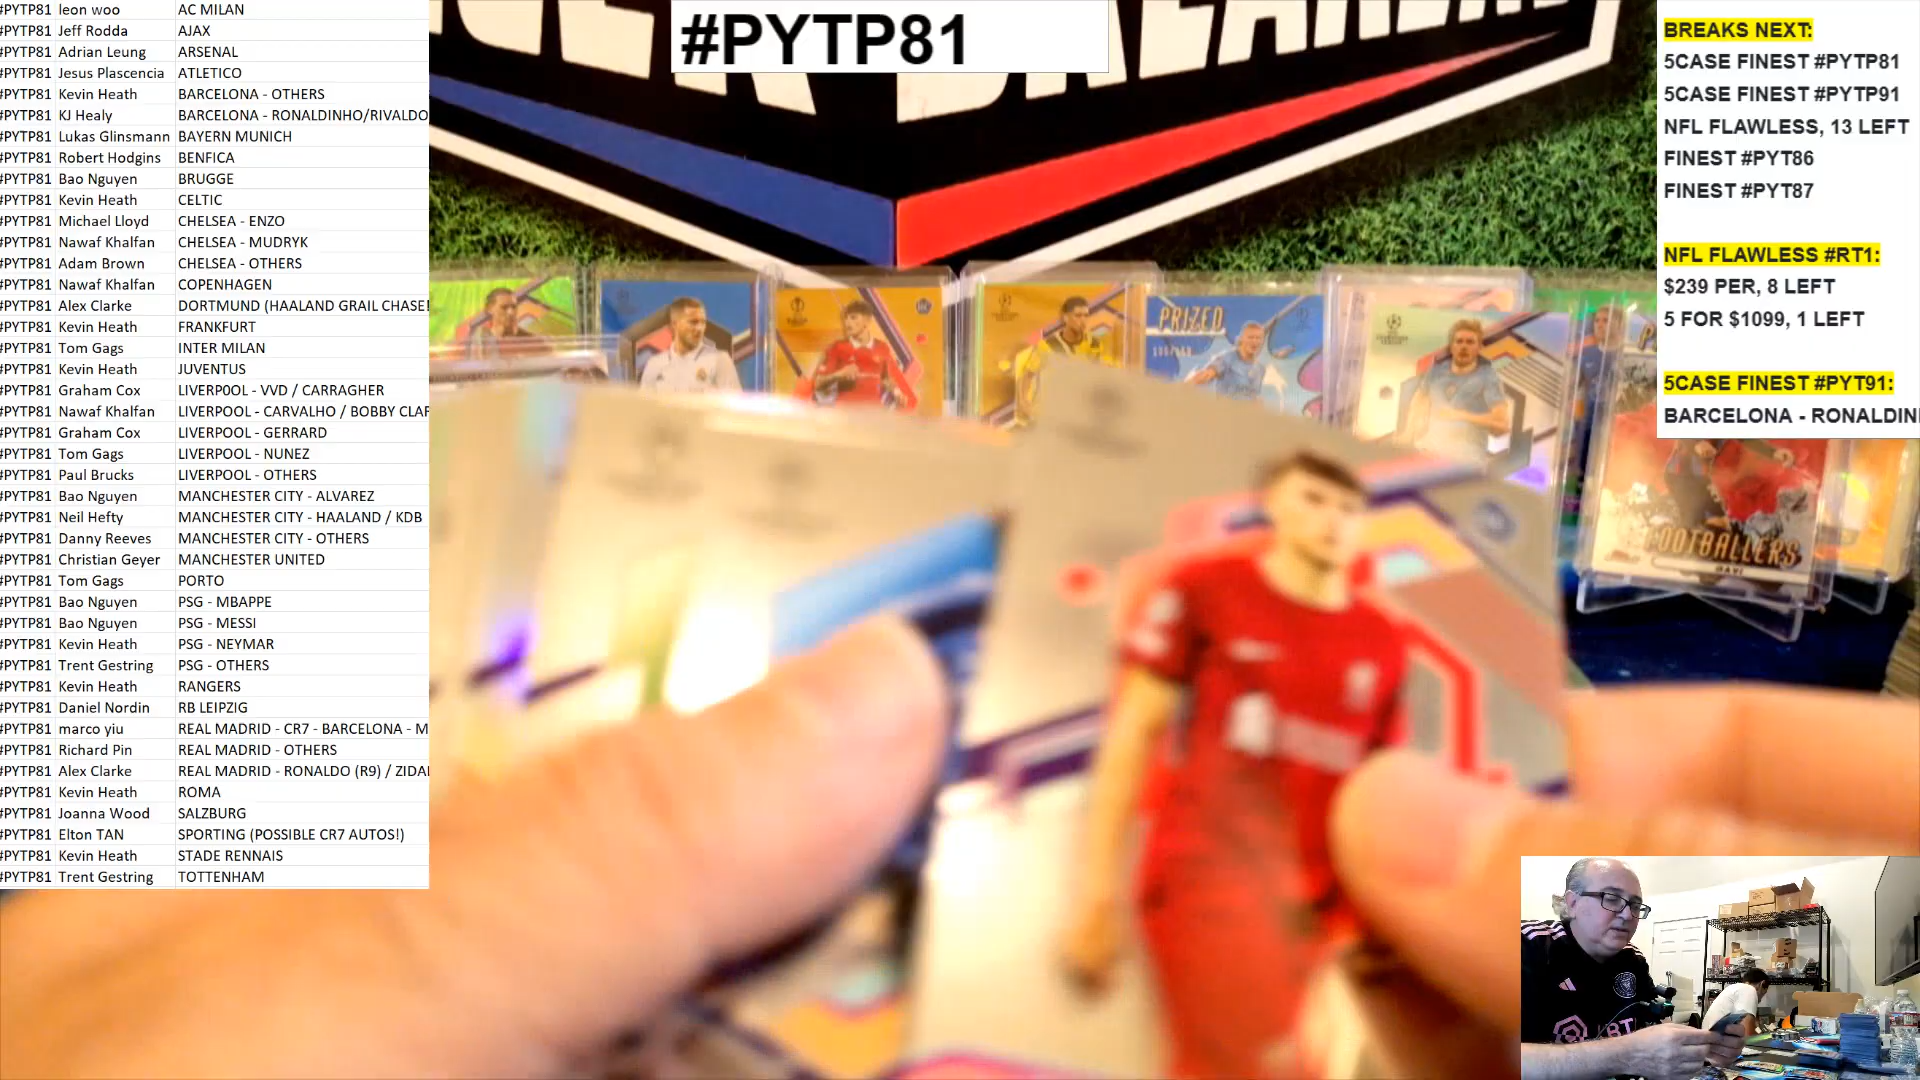 #PYTP81 leon woo AC MILAN
#PYTP81 Jeff Rodda AJAX
#PYTP81 Adrian Leung ARSENAL
#PYTP81 Jesus Plascencia ATLETICO
#PYTP81 Kevin Heath BARCELONA - OTHERS
#PYTP81 KJ Healy BARCELONA - RONALDINHO/RIVALDO
#PYTP81 Lukas Glinsmann BAYERN MUNICH
#PYTP81 Robert Hodgins BENFICA
#PYTP81 Bao Nguyen BRUGGE
#PYTP81 Kevin Heath CELTIC
#PYTP81 Michael Lloyd CHELSEA - ENZO
#PYTP81 Nawaf Khalfan CHELSEA - MUDRYK
#PYTP81 Adam Brown CHELSEA - OTHERS
#PYTP81 Nawaf Khalfan COPENHAGEN
#PYTP81 Alex Clarke DORTMUND (HAALAND GRAIL CHASE
#PYTP81 Kevin Heath FRANKFURT
#PYTP81 Tom Gags INTER MILAN
#PYTP81 Kevin Heath JUVENTUS
#PYTP81 Graham Cox LIVERPOOL - VVD / CARRAGHER
#PYTP81 Nawaf Khalfan LIVERPOOL - CARVALHO / BOBBY CLAR
#PYTP81 Graham Cox LIVERPOOL - GERRARD
#PYTP81 Tom Gags LIVERPOOL - NUNEZ
#PYTP81 Paul Brucks LIVERPOOL - OTHERS
#PYTP81 Bao Nguyen MANCHESTER CITY - ALVAREZ
#PYTP81 Neil Hefty MANCHESTER CITY - HAALAND / KDB
#PYTP81 Danny Reeves MANCHESTER CITY - OTHERS
#PYTP81 Christian Geyer MANCHESTER UNITED
#PYTP81 Tom Gags PORTO
#PYTP81 Bao Nguyen PSG - MBAPPE
#PYTP81 Bao Nguyen PSG - MESSI
#PYTP81 Kevin Heath PSG - NEYMAR
#PYTP81 Trent Gestring PSG - OTHERS
#PYTP81 Kevin Heath RANGERS
#PYTP81 Daniel Nordin RB LEIPZIG
#PYTP81 marco yiu REAL MADRID - CR7 - BARCELONA - M
#PYTP81 Richard Pin REAL MADRID - OTHERS
#PYTP81 Alex Clarke REAL MADRID - RONALDO (R9) / ZIDA
#PYTP81 Kevin Heath ROMA
#PYTP81 Joanna Wood SALZBURG
#PYTP81 Elton TAN SPORTING (POSSIBLE CR7 AUTOS!)
#PYTP81 Kevin Heath STADE RENNAIS
#PYTP81 Trent Gestring TOTTENHAM
#PYTP81
PRIZED
FOOTBALLERS
GAVI
BREAKS NEXT:
5CASE FINEST #PYTP81
5CASE FINEST #PYTP91
NFL FLAWLESS, 13 LEFT
FINEST #PYT86
FINEST #PYT87
NFL FLAWLESS #RT1:
$239 PER, 8 LEFT
5 FOR $1099, 1 LEFT
5CASE FINEST #PYT91:
BARCELONA - RONALDIN